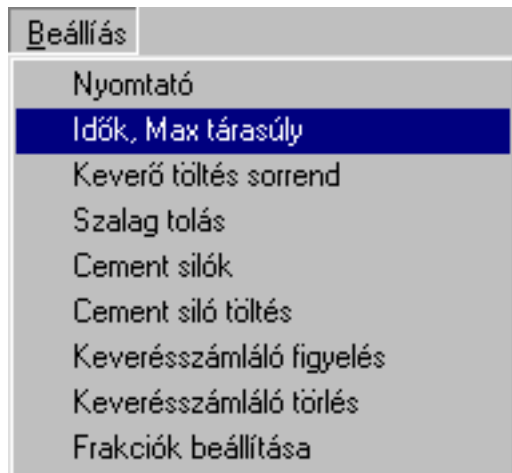 Beállíás
Nyomtató
Idők, Max tárasúly
Keverő töltés sorrend
Szalag tolás
Cement silók
Cement siló töltés
Keverésszámláló figyelés
Keverésszámláló törlés
Frakciók beállítása